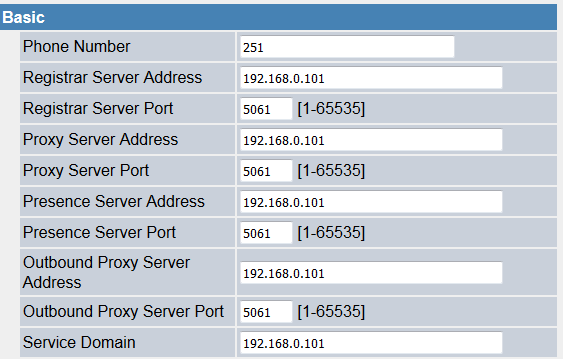 Basic
Phone Number 251
Registrar Server Address 192.168.0.101
Registrar Server Port 5061 [1-65535]
Proxy Server Address 192.168.0.101
Proxy Server Port 5061 [1-65535]
Presence Server Address 192.168.0.101
Presence Server Port 5061 [1-65535]
Outbound Proxy Server
Address 192.168.0.101
Outbound Proxy Server Port 5061 [1-65535]
Service Domain 192.168.0.101